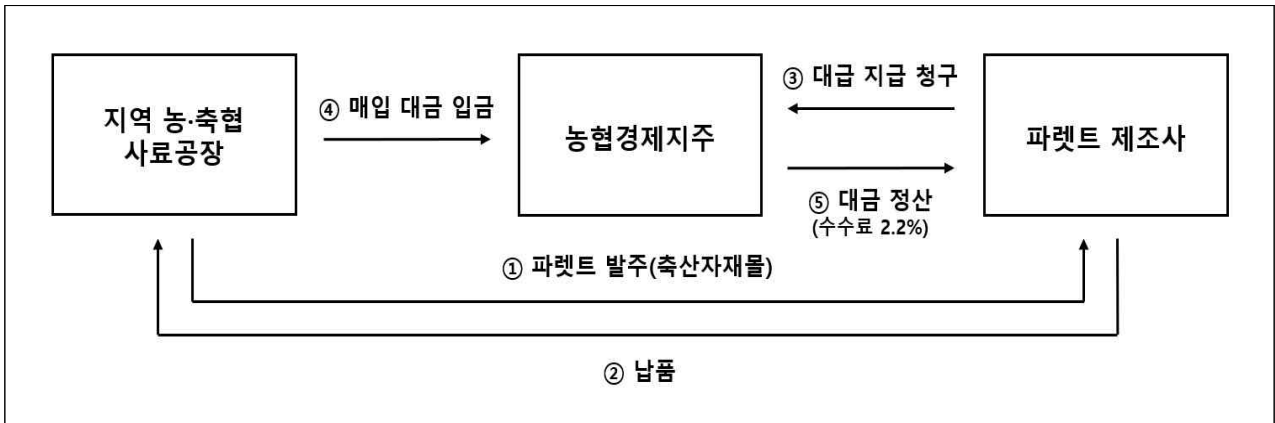 지역 농·축협
사료공장
④ 매입 대금 입금
농협경제지주
③ 대급 지급 청구
⑤ 대금 정산
(수수료 2.2%)
파렛트 제조사
① 파렛트 발주(축산자재몰)
② 납품